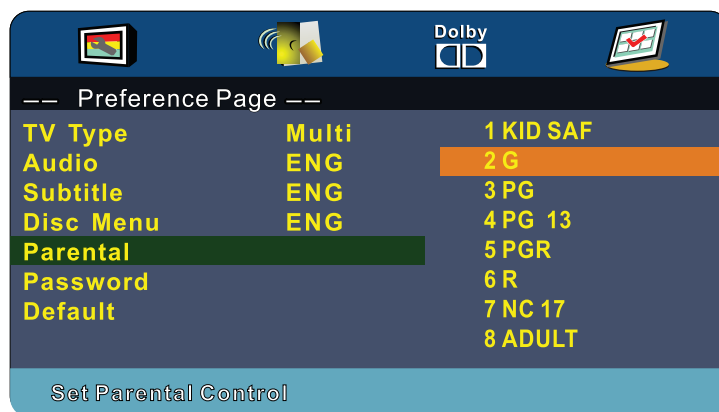 Dolby
-- Preference Page --
TV Type Multi
Audio ENG
Subtitle ENG
Disc Menu ENG
Parental
Password
Default
1 KID SAF
2 G
3 PG
4 PG 13
5 PGR
6 R
7 NC 17
8 ADULT
Set Parental Control